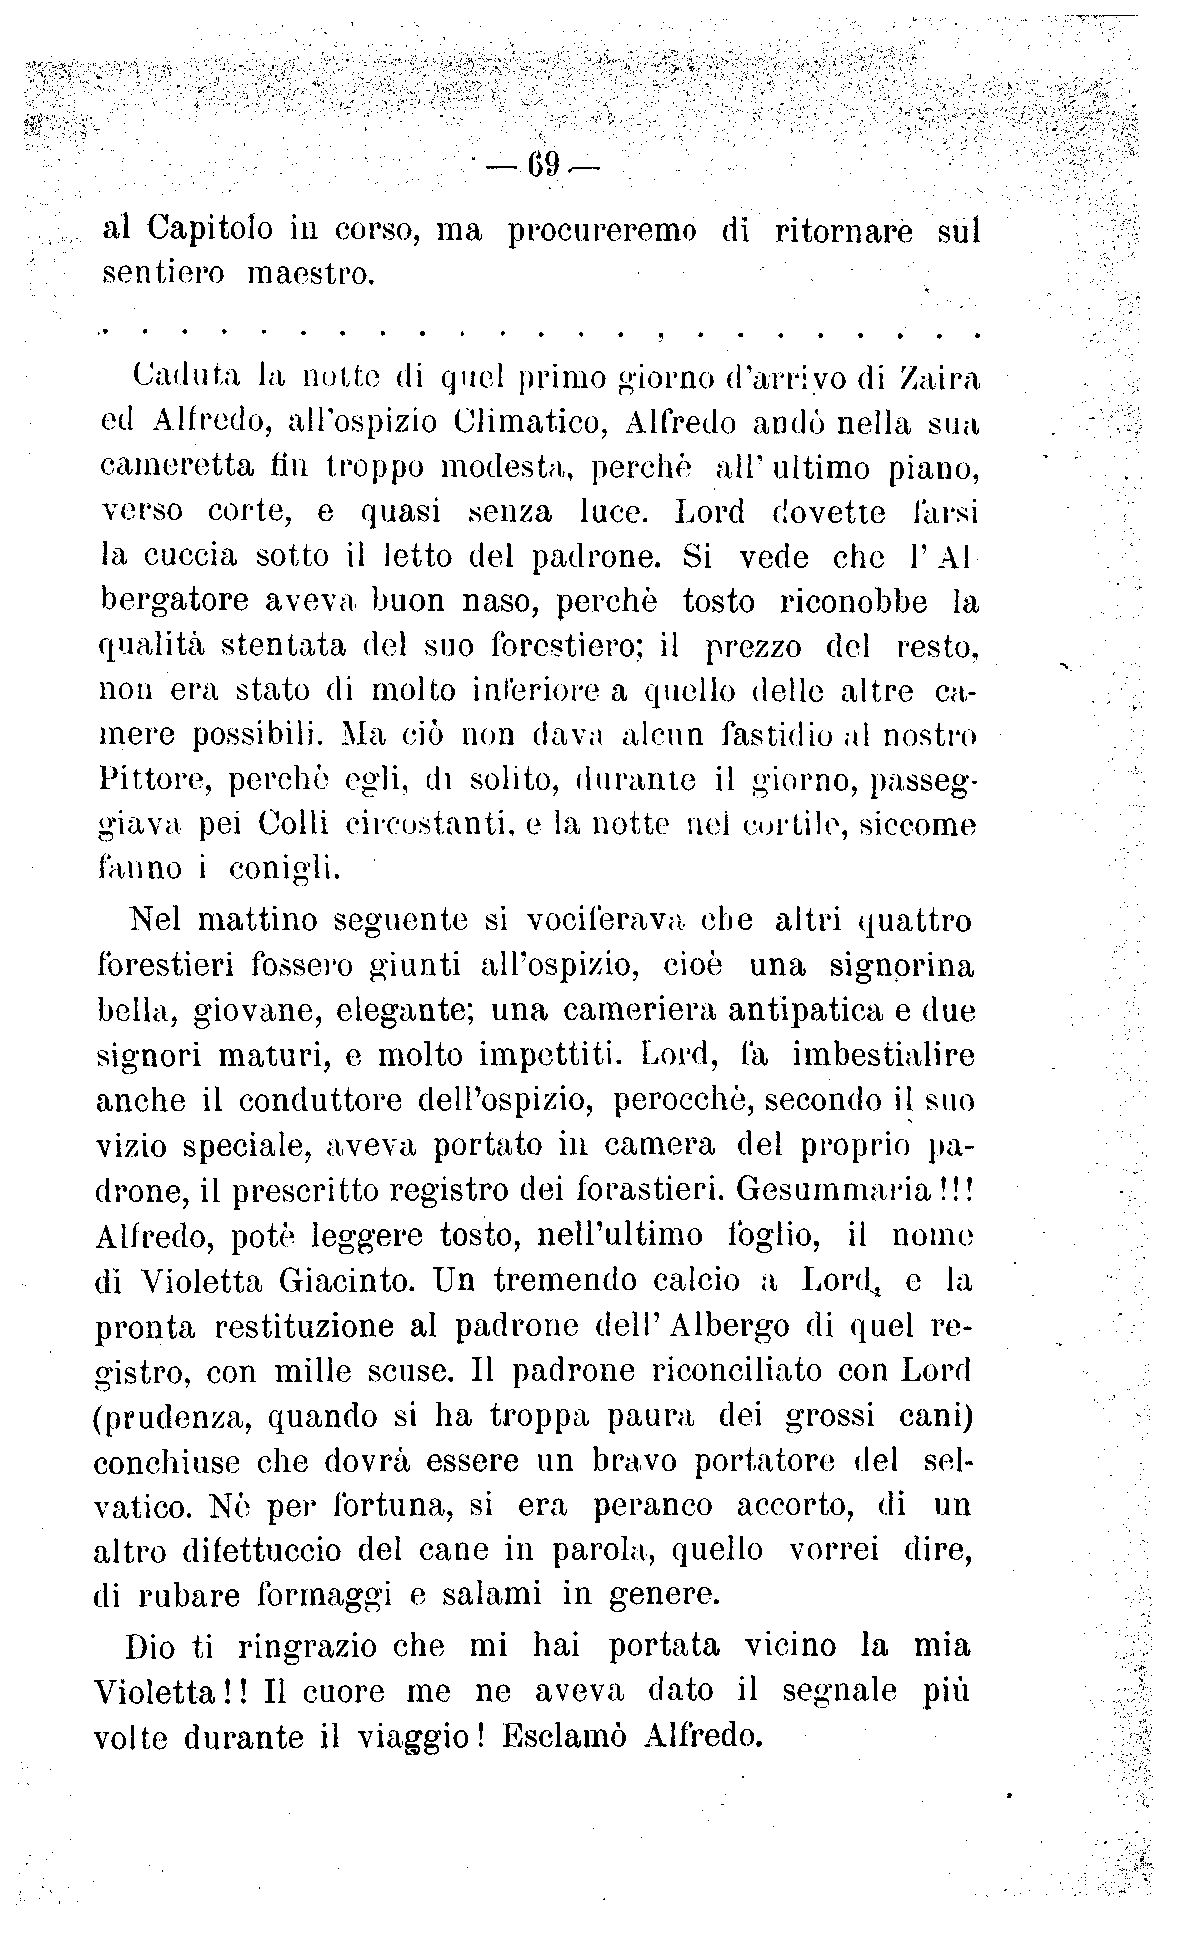 — 69 —
al Capitolo in corso, ma procureremo di ritornare sul
sentiero maestro.
. . . . . . . . . . . . . . . . . . . . . . .
Caduta la notte di quel primo giorno d'arrivo di Zaira
ed Alfredo, all'ospizio Climatico, Alfredo andò nella sua
cameretta fin troppo modesta, perchè all' ultimo piano,
verso corte, e quasi senza luce. Lord dovette farsi
la cuccia sotto il letto del padrone. Si vede che l' Al
bergatore aveva buon naso, perchè tosto riconobbe la
qualità stentata del suo forestiero; il prezzo del resto,
non era stato di molto inferiore a quello delle altre ca-
mere possibili. Ma ciò non dava alcun fastidio al nostro
Pittore, perchè egli, di solito, durante il giorno, passeg-
giava pei Colli circostanti, e la notte nel cortile, siccome
fanno i conigli.
Nel mattino seguente si vociferava che altri quattro
forestieri fossero giunti all'ospizio, cioè una signorina
bella, giovane, elegante; una cameriera antipatica e due
signori maturi, e molto impettiti. Lord, fa imbestialire
anche il conduttore dell'ospizio, perocchè, secondo il suo
vizio speciale, aveva portato in camera del proprio pa-
drone, il prescritto registro dei forastieri. Gesummaria!!!
Alfredo, potè leggere tosto, nell'ultimo foglio, il nome
di Violetta Giacinto. Un tremendo calcio a Lord, e la
pronta restituzione al padrone dell' Albergo di quel re-
gistro, con mille scuse. Il padrone riconciliato con Lord
(prudenza, quando si ha troppa paura dei grossi cani)
conchiuse che dovrà essere un bravo portatore del sel-
vatico. Nè per fortuna, si era peranco accorto, di un
altro difettuccio del cane in parola, quello vorrei dire,
di rubare formaggi e salami in genere.
Dio ti ringrazio che mi hai portata vicino la mia
Violetta!! Il cuore me ne aveva dato il segnale più
volte durante il viaggio! Esclamò Alfredo.